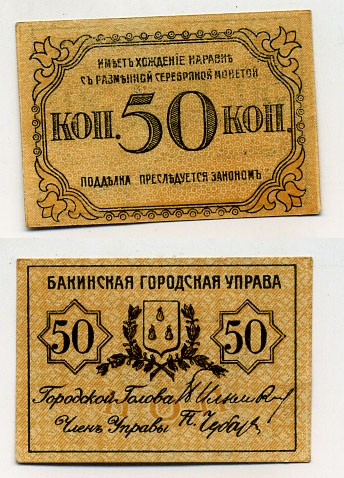 ИМѢЕТЪ ХОЖДЕНІЕ НАРАВНѢ
СЪ РАЗМѢННОЙ СЕРЕБРЯНОЙ МОНЕТОЙ
КОП. 50 КОП.
ПОДДѢЛКА ПРЕСЛѢДУЕТСЯ ЗАКОНОМЪ
БАКИНСКАЯ ГОРОДСКАЯ УПРАВА
50 50
Городской Голова
Членъ Управы